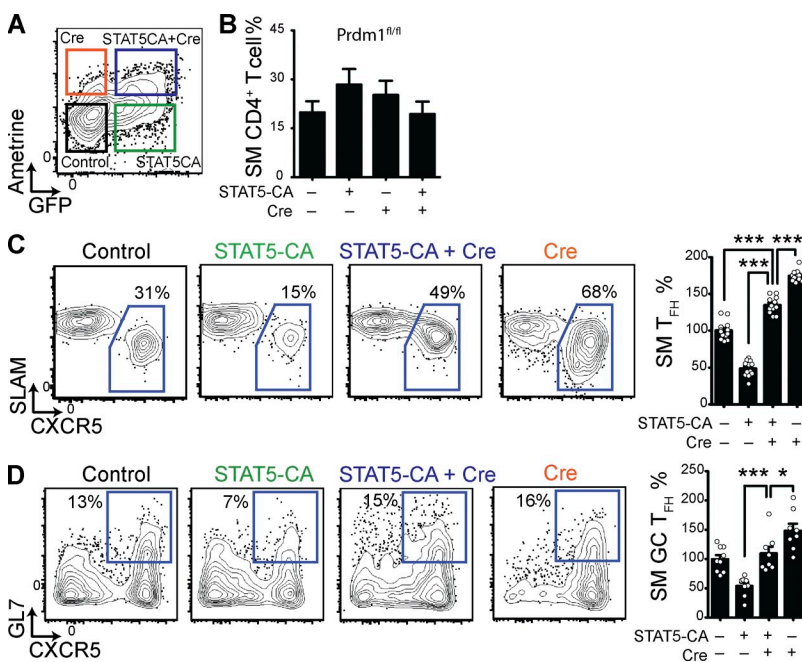 A
Cre
STAT5CA+Cre
Control
STAT5CA
0
0
Ametrine
GFP
B
Prdm1fl/fl
SM CD4+ T cell %
45
30
15
0
STAT5-CA – + – +
Cre – – + +
C
Control
STAT5-CA
STAT5-CA + Cre
Cre
31%
15%
49%
68%
SLAM
0
0
CXCR5
SM TFH %
200
150
100
50
0
*** ***
***
STAT5-CA – + + –
Cre – – + +
D
Control
STAT5-CA
STAT5-CA + Cre
Cre
13%
7%
15%
16%
GL7
0
0
CXCR5
SM GC TFH %
250
200
150
100
50
0
*** *
STAT5-CA – + + –
Cre – – + +